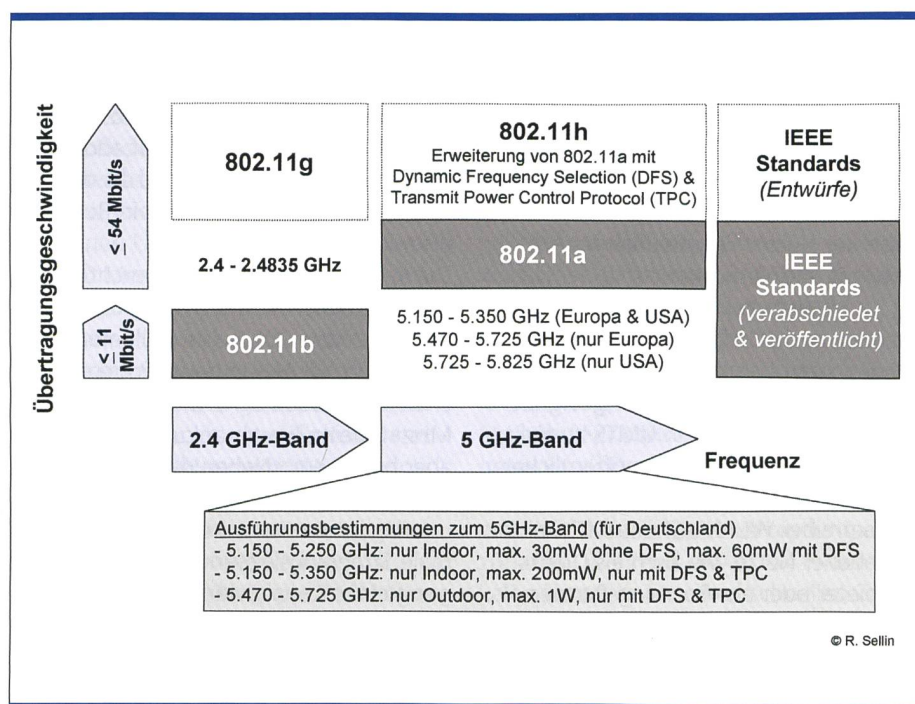 Übertragungsgeschwindigkeit
≤ 54 Mbit/s
≤ 11
Mbit/s
802.11g
2.4 - 2.4835 GHz
802.11b
802.11h
Erweiterung von 802.11a mit
Dynamic Frequency Selection (DFS) &
Transmit Power Control Protocol (TPC)
802.11a
5.150 - 5.350 GHz (Europa & USA)
5.470 - 5.725 GHz (nur Europa)
5.725 - 5.825 GHz (nur USA)
IEEE
Standards
(Entwürfe)
IEEE
Standards
(verabschiedet
& veröffentlicht)
2.4 GHz-Band
5 GHz-Band
Frequenz
Ausführungsbestimmungen zum 5GHz-Band (für Deutschland)
- 5.150 - 5.250 GHz: nur Indoor, max. 30mW ohne DFS, max. 60mW mit DFS
- 5.150 - 5.350 GHz: nur Indoor, max. 200mW, nur mit DFS & TPC
- 5.470 - 5.725 GHz: nur Outdoor, max. 1W, nur mit DFS & TPC
© R. Sellin